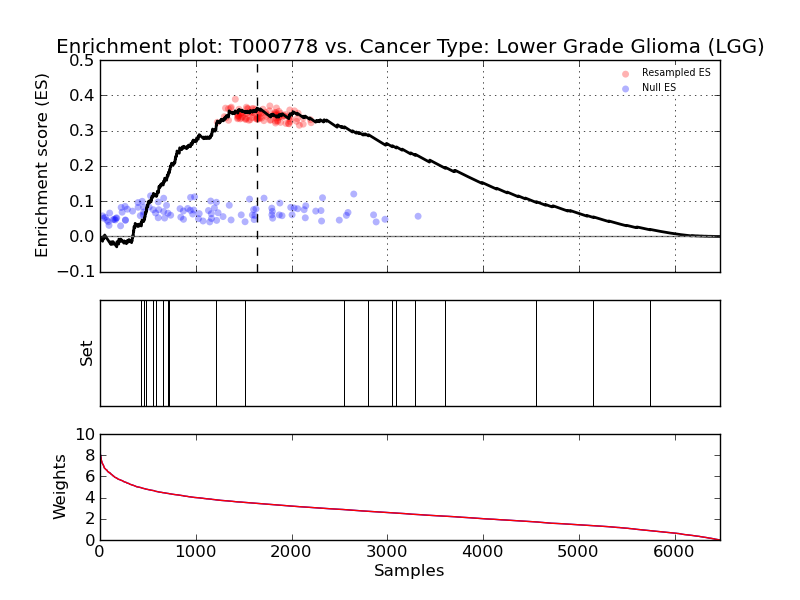 Enrichment plot: T000778 vs. Cancer Type: Lower Grade Glioma (LGG)
Enrichment score (ES)
0.5
0.4
0.3
0.2
0.1
0.0
−0.1
Resampled ES
Null ES
Set
Weights
10
8
6
4
2
0
0 1000 2000 3000 4000 5000 6000
Samples